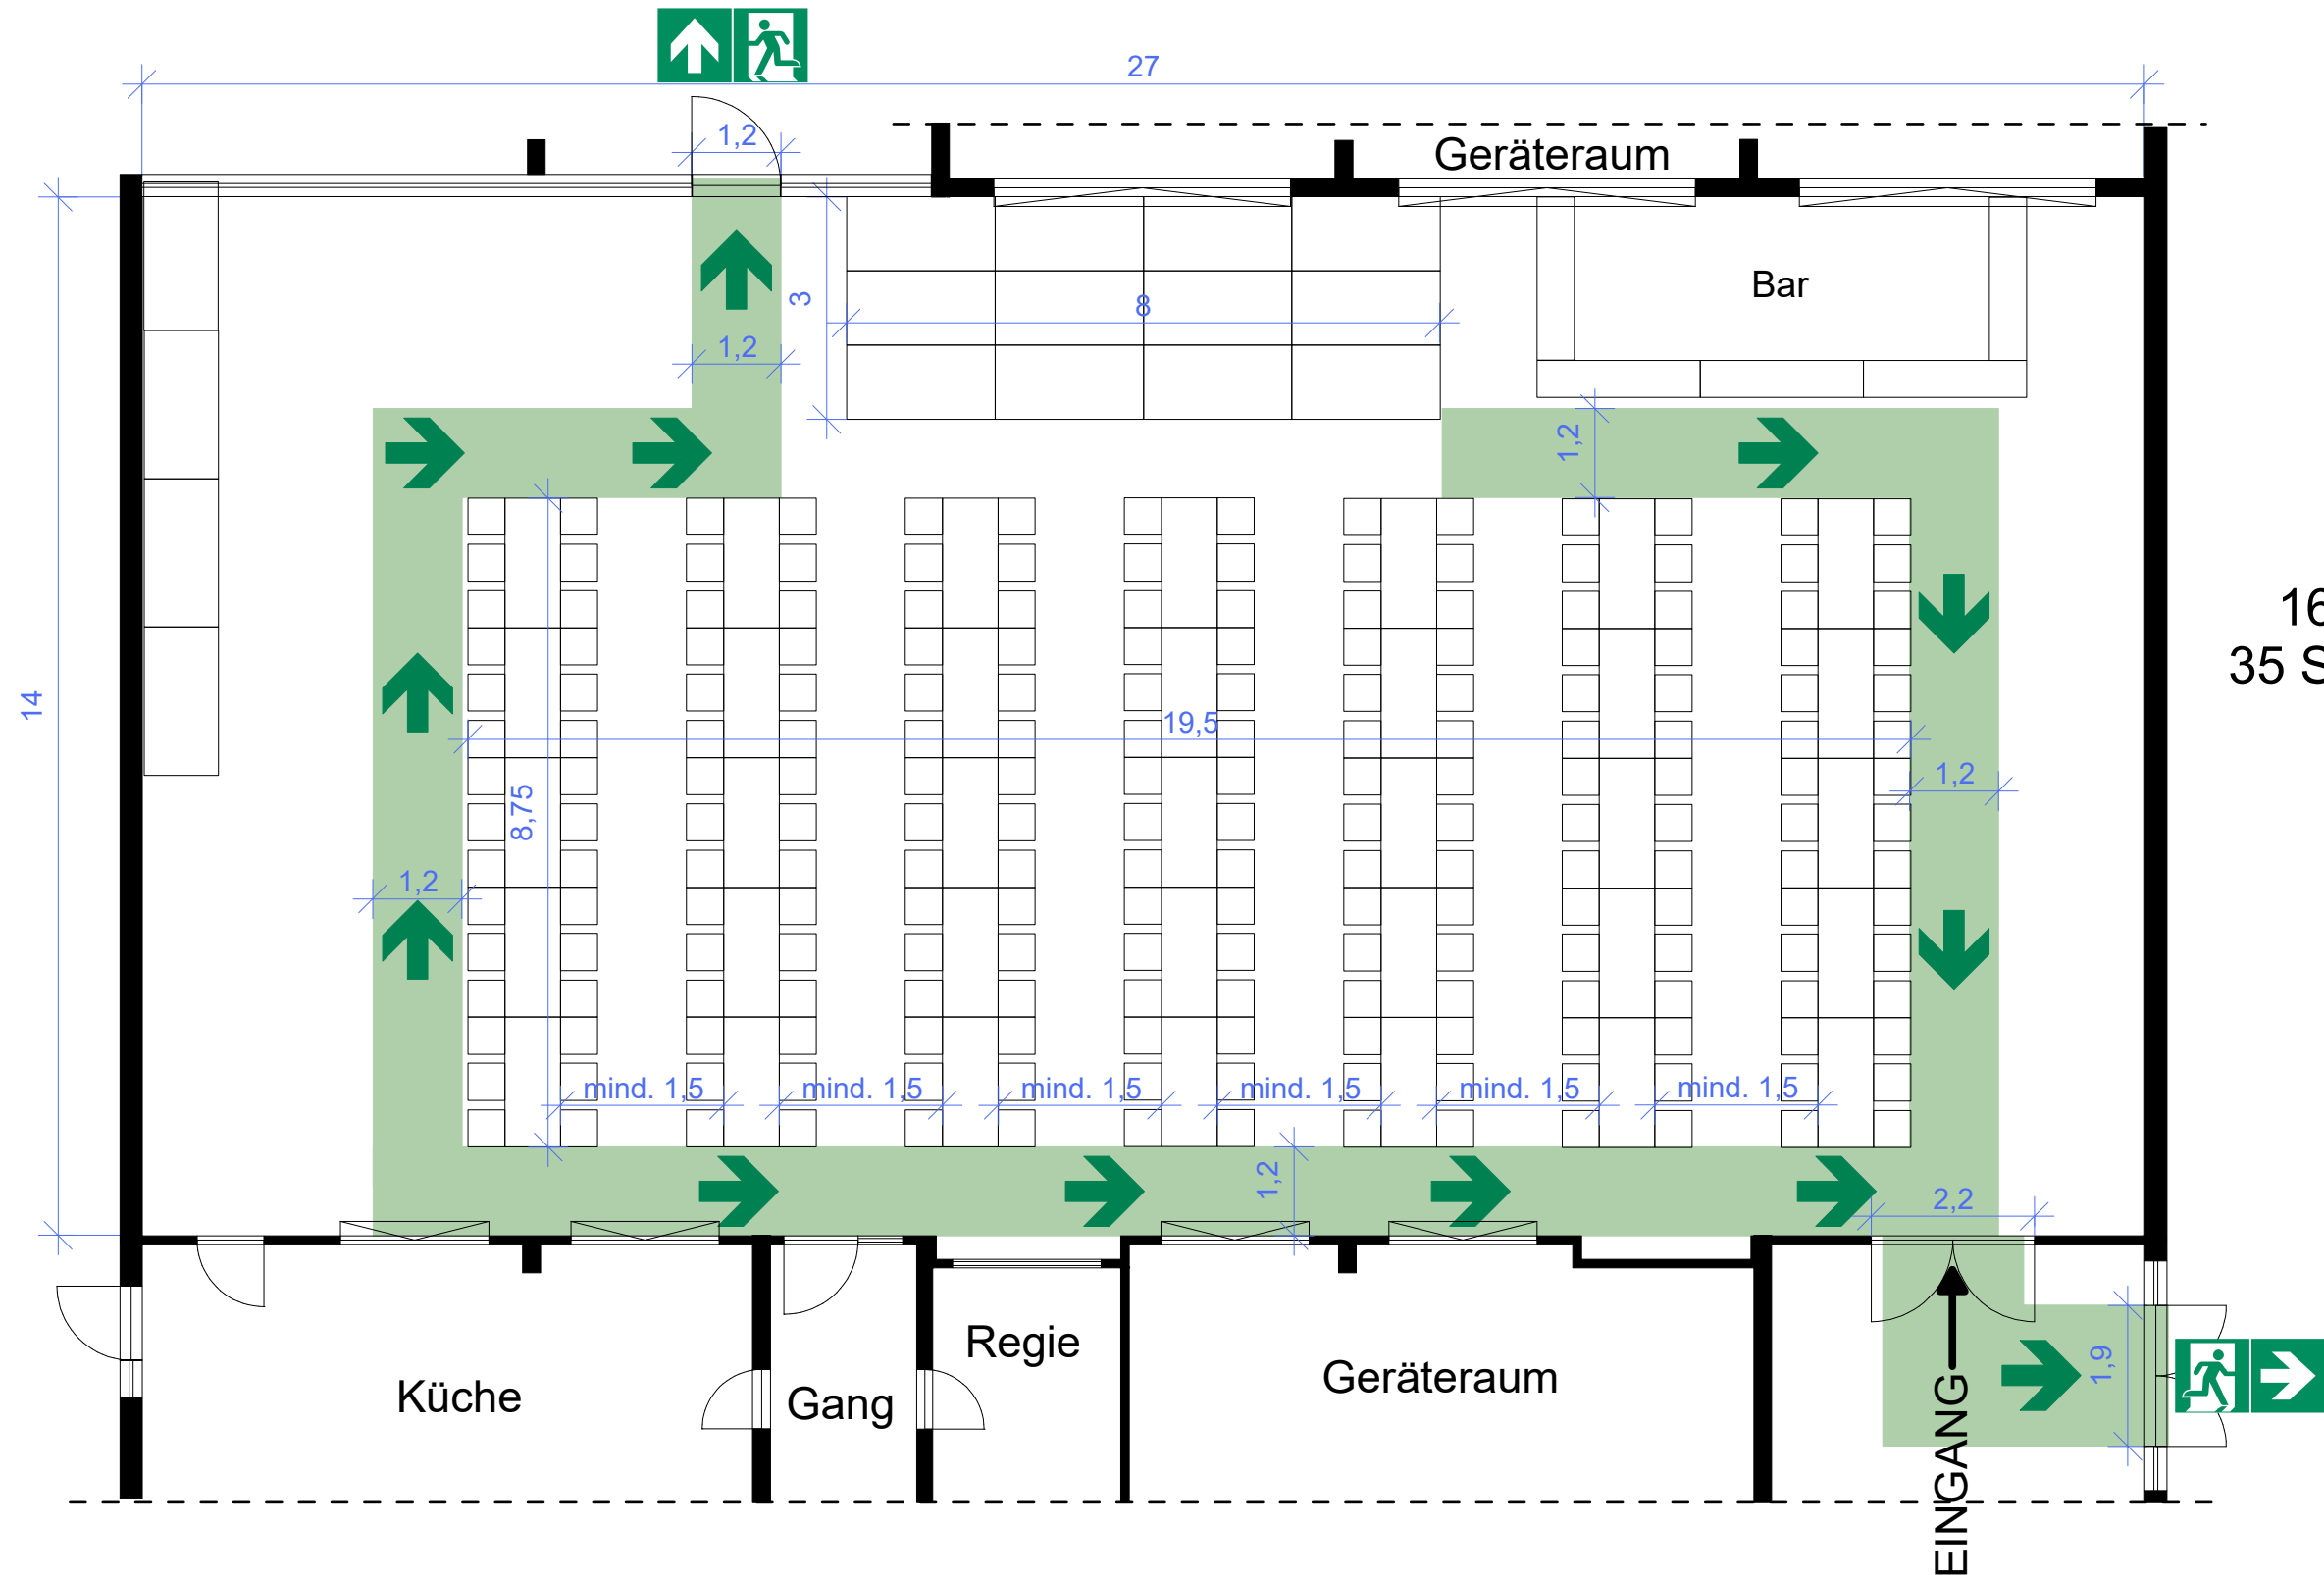 27
1,2
Geräteraum
Bar
3
8
1,2
1,2
16
35 S
14
19,5
1,2
8,75
1,2
mind. 1,5
mind. 1,5
mind. 1,5
mind. 1,5
mind. 1,5
mind. 1,5
1,2
2,2
Regie
Küche
Gang
Geräteraum
1,9
EINGANG